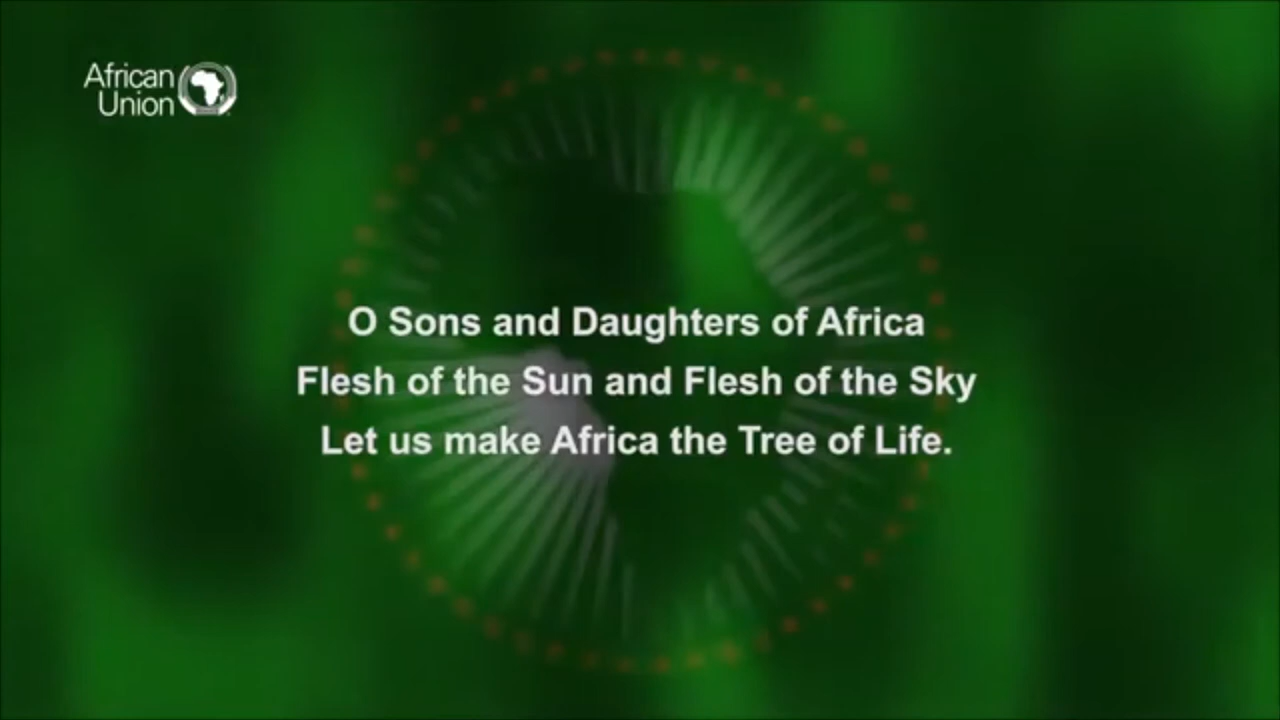 African
Union
O Sons and Daughters of Africa
Flesh of the Sun and Flesh of the Sky
Let us make Africa the Tree of Life.